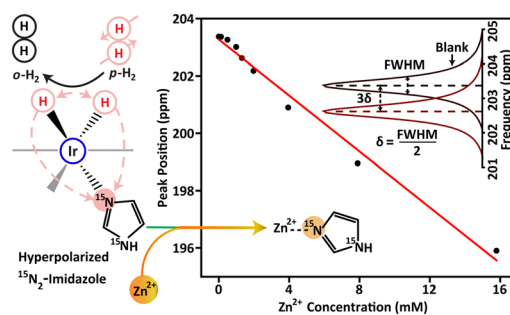 H
H
o-H₂
H
H
p-H₂
H
H
Ir
¹⁵N
¹⁵NH
Hyperpolarized
¹⁵N₂-Imidazole
Zn²⁺
Zn²⁺
¹⁵N
¹⁵NH
204
202
200
198
196
Peak Position (ppm)
0
4
8
12
16
Zn²⁺ Concentration (mM)
Blank
FWHM
3δ
δ = FWHM
2
205
204
203
202
201
Frequency (ppm)